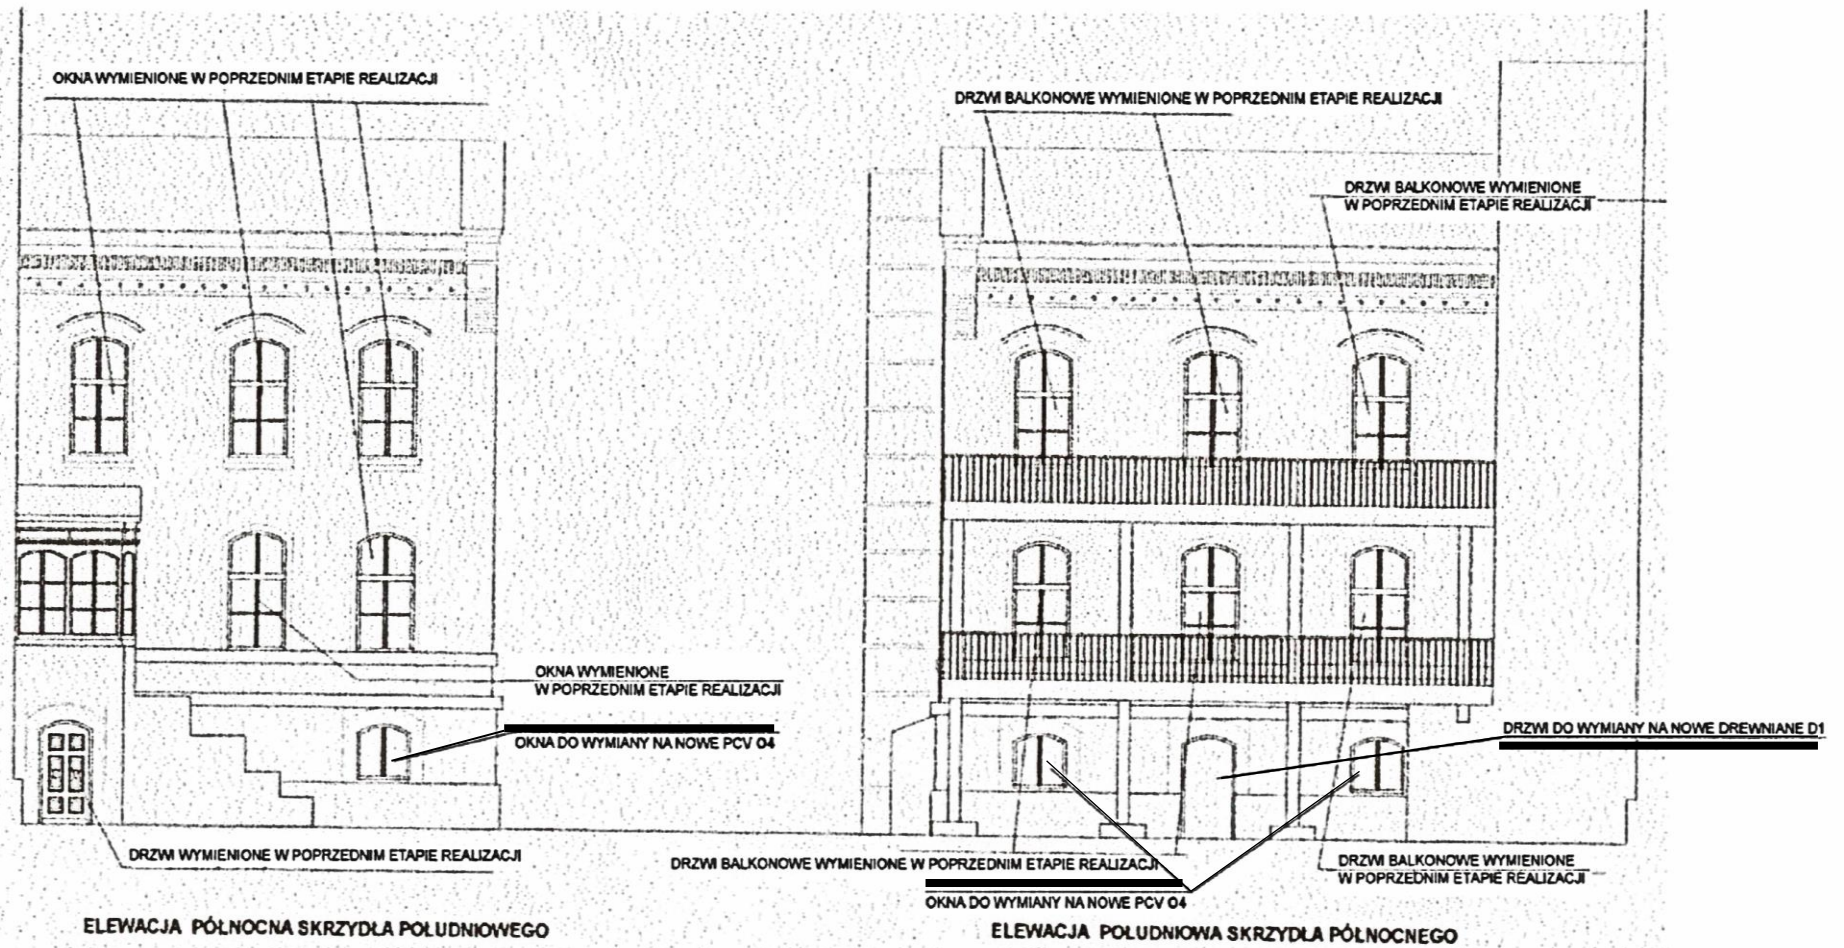 OKNA WYMIENIONE W POPRZEDNIM ETAPIE REALIZACJI
DRZWI BALKONOWE WYMIENIONE W POPRZEDNIM ETAPIE REALIZACJI
DRZWI BALKONOWE WYMIENIONE
W POPRZEDNIM ETAPIE REALIZACJI
OKNA WYMIENIONE
W POPRZEDNIM ETAPIE REALIZACJI
OKNA DO WYMIANY NA NOWE PCV O4
DRZWI DO WYMIANY NA NOWE DREWNIANE D1
DRZWI WYMIENIONE W POPRZEDNIM ETAPIE REALIZACJI
DRZWI BALKONOWE WYMIENIONE W POPRZEDNIM ETAPIE REALIZACJI
OKNA DO WYMIANY NA NOWE PCV O4
DRZWI BALKONOWE WYMIENIONE
W POPRZEDNIM ETAPIE REALIZACJI
ELEWACJA PÓŁNOCNA SKRZYDŁA POŁUDNIOWEGO
ELEWACJA POŁUDNIOWA SKRZYDŁA PÓŁNOCNEGO